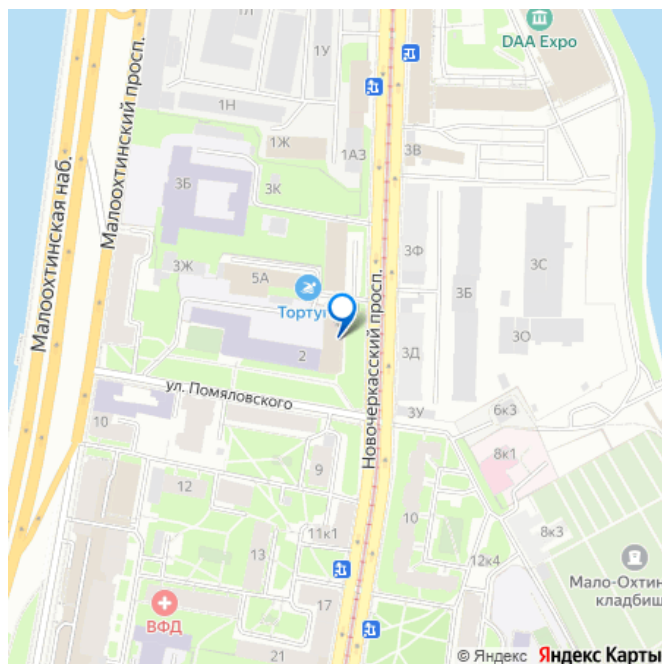 DAA Expo
1У
1Н
1Ж
1А3
3В
3Б
3К
3Ж
5А
Тортуг
2
3Ф
3Б
3С
3О
3Д
3У
Малоохтинская наб.
Малоохтинский просп.
Новочеркасский просп.
ул. Помяловского
6к3
8к1
10
9
12
10
8к3
11к1
13
12к4
Мало-Охтин
кладбищ
ВФД
17
21
© Яндекс Яндекс Карты